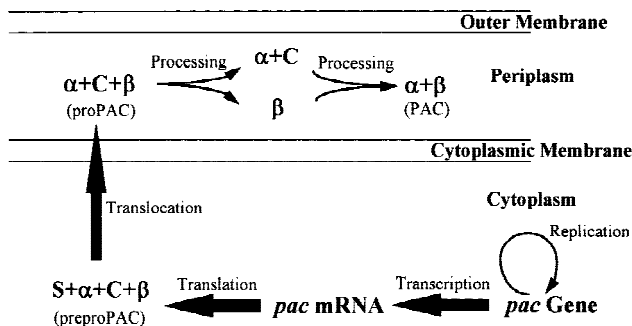 Outer Membrane
Processing
α+C
Processing
Periplasm
α+C+β
(proPAC)
β
α+β
(PAC)
Cytoplasmic Membrane
Cytoplasm
Translocation
Replication
S+α+C+β
(preproPAC)
Translation
pac mRNA
Transcription
pac Gene